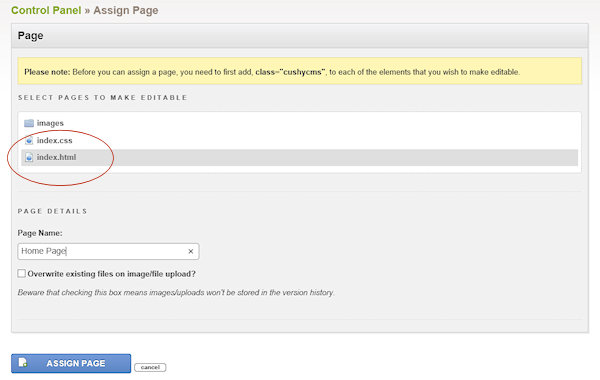 Control Panel » Assign Page
Page
Please note: Before you can assign a page, you need to first add, class="cushycms", to each of the elements that you wish to make editable.
SELECT PAGES TO MAKE EDITABLE
images
index.css
index.html
PAGE DETAILS
Page Name:
Home Page
Overwrite existing files on image/file upload?
Beware that checking this box means images/uploads won't be stored in the version history.
ASSIGN PAGE cancel